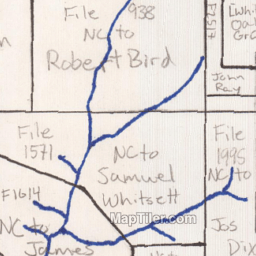 File 938
NC to
Robert Bird
John
Ray
File
1571
NC to
Samuel
Whitsett
File
1995
NC to
Jos
Dix
F1614
NC to
James
MapTiler.com